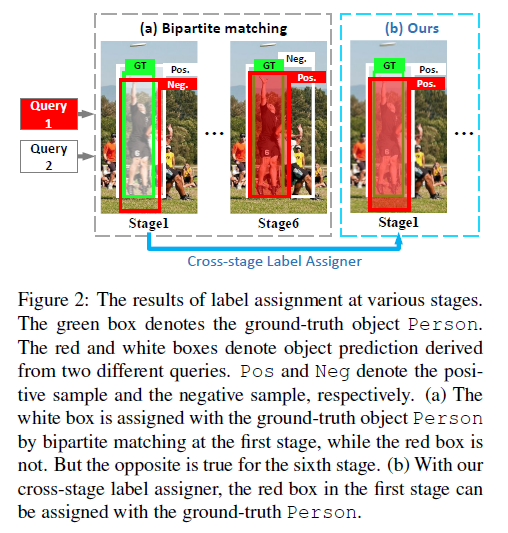 (a) Bipartite matching
(b) Ours
GT
Pos.
Neg.
GT
Neg.
Pos.
GT
Pos.
Pos.
Query
1
Query
2
...
...
...
Stage1
Stage6
Stage1
Cross-stage Label Assigner
Figure 2: The results of label assignment at various stages.
The green box denotes the ground-truth object Person.
The red and white boxes denote object prediction derived
from two different queries. Pos and Neg denote the posi-
tive sample and the negative sample, respectively. (a) The
white box is assigned with the ground-truth object Person
by bipartite matching at the first stage, while the red box is
not. But the opposite is true for the sixth stage. (b) With our
cross-stage label assigner, the red box in the first stage can
be assigned with the ground-truth Person.